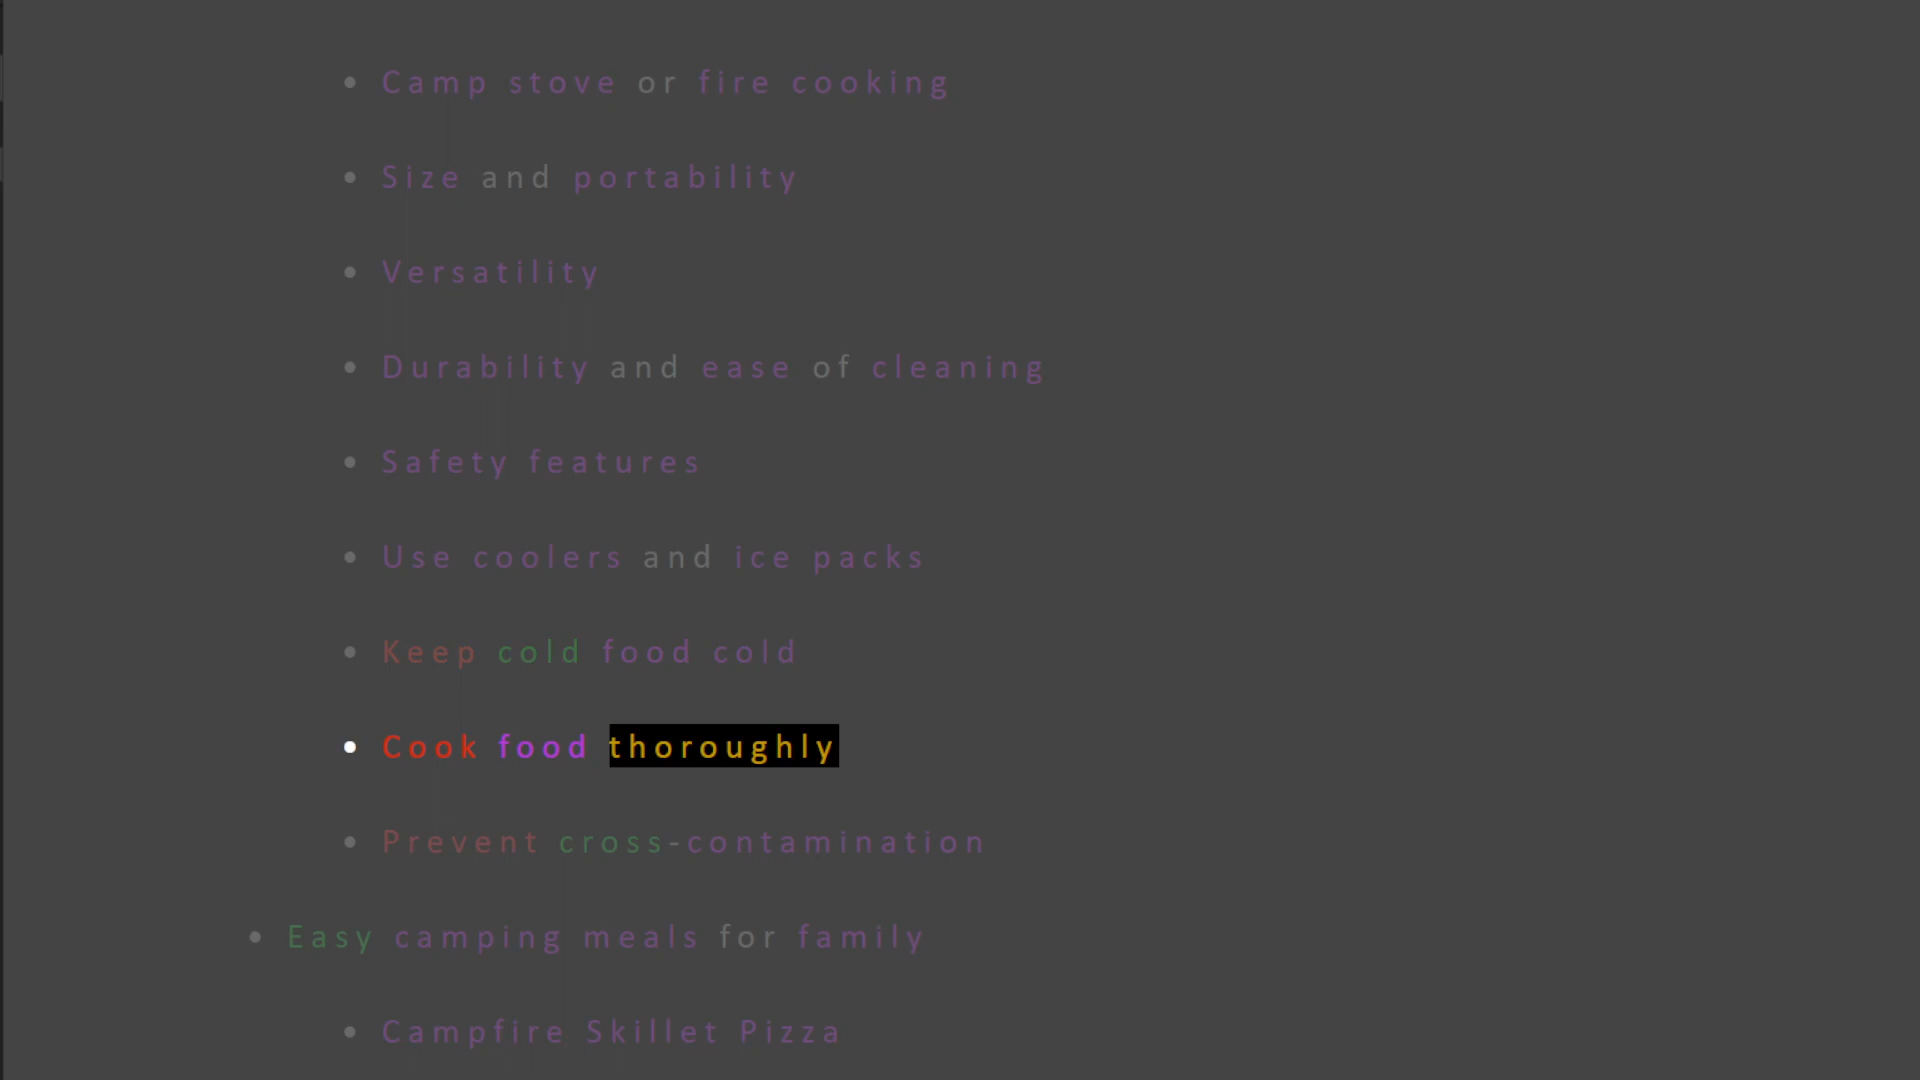 • Camp stove or fire cooking
• Size and portability
• Versatility
• Durability and ease of cleaning
• Safety features
• Use coolers and ice packs
• Keep cold food cold
• Cook food thoroughly
• Prevent cross-contamination
• Easy camping meals for family
• Campfire Skillet Pizza